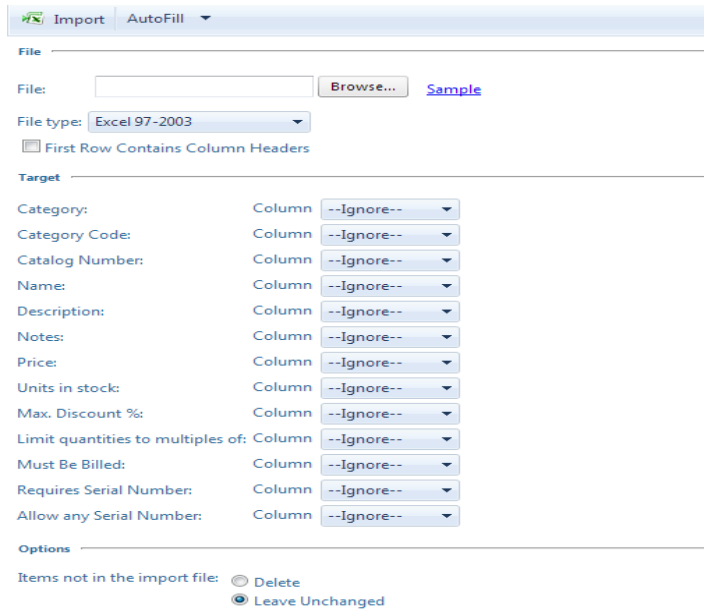 Import AutoFill
File
File: Browse... Sample
File type: Excel 97-2003
First Row Contains Column Headers
Target
Category: Column --Ignore--
Category Code: Column --Ignore--
Catalog Number: Column --Ignore--
Name: Column --Ignore--
Description: Column --Ignore--
Notes: Column --Ignore--
Price: Column --Ignore--
Units in stock: Column --Ignore--
Max. Discount %: Column --Ignore--
Limit quantities to multiples of: Column --Ignore--
Must Be Billed: Column --Ignore--
Requires Serial Number: Column --Ignore--
Allow any Serial Number: Column --Ignore--
Options
Items not in the import file: Delete
Leave Unchanged